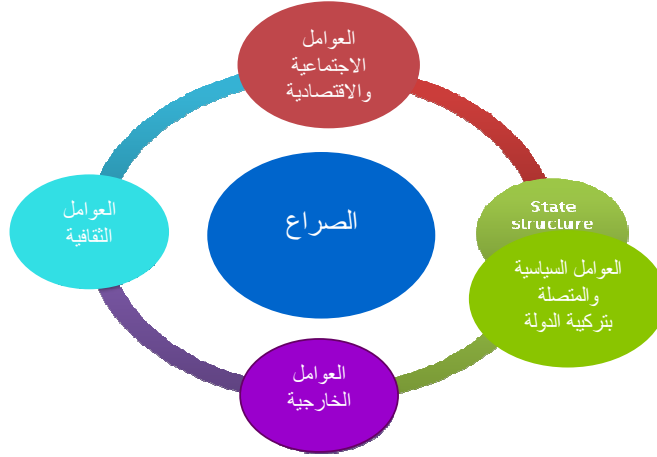 العوامل
الاجتماعية
والاقتصادية
الصراع
State
structure
العوامل السياسية
والمتصلة
بتركيبة الدولة
العوامل
الخارجية
العوامل
الثقافية